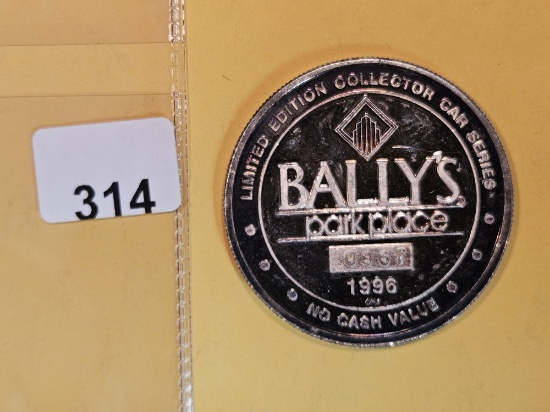 314
LIMITED EDITION COLLECTOR CAR SERIES
BALLY'S
park place
1996
NO CASH VALUE